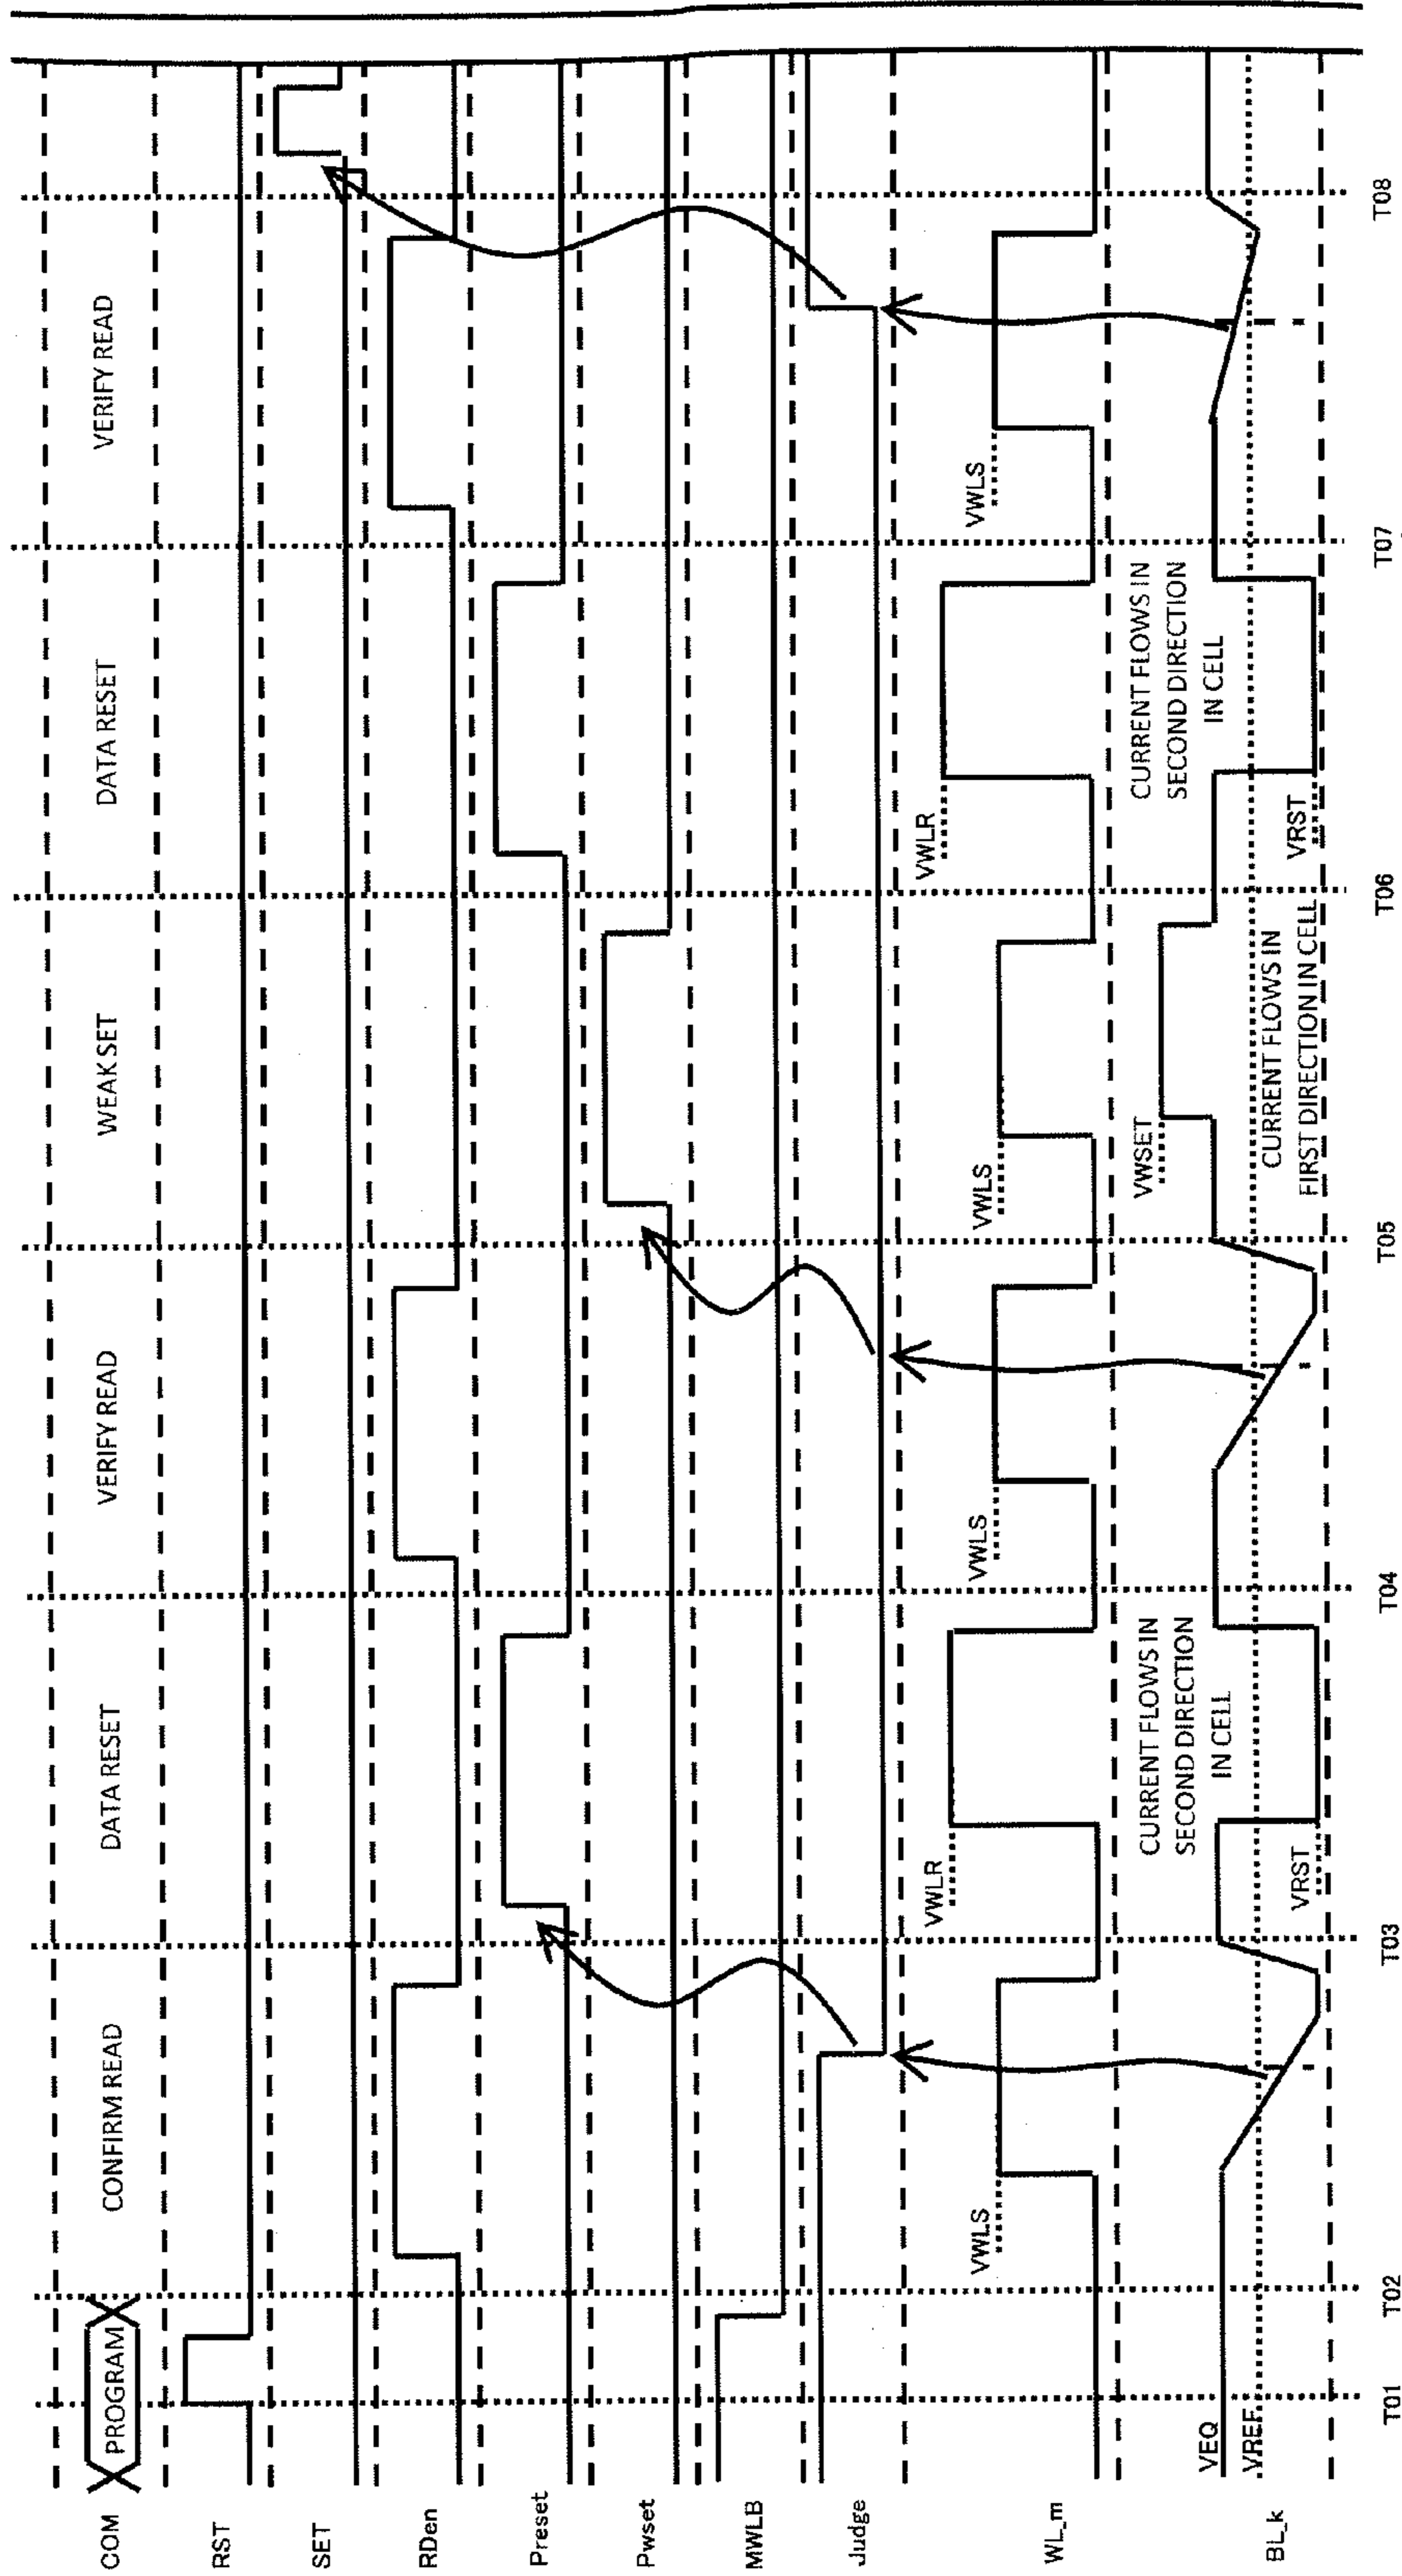 COM
PROGRAM
CONFIRM READ
DATA RESET
VERIFY READ
WEAK SET
DATA RESET
VERIFY READ
RST
SET
RDen
Preset
Pwset
MWLB
Judge
WL_m
VWLS
VWLR
VWLS
VWLS
VWLR
VWLS
BL_k
VEQ
VREF
VRST
CURRENT FLOWS IN
SECOND DIRECTION
IN CELL
VWSET
CURRENT FLOWS IN
FIRST DIRECTION IN CELL
VRST
CURRENT FLOWS IN
SECOND DIRECTION
IN CELL
T01
T02
T03
T04
T05
T06
T07
T08